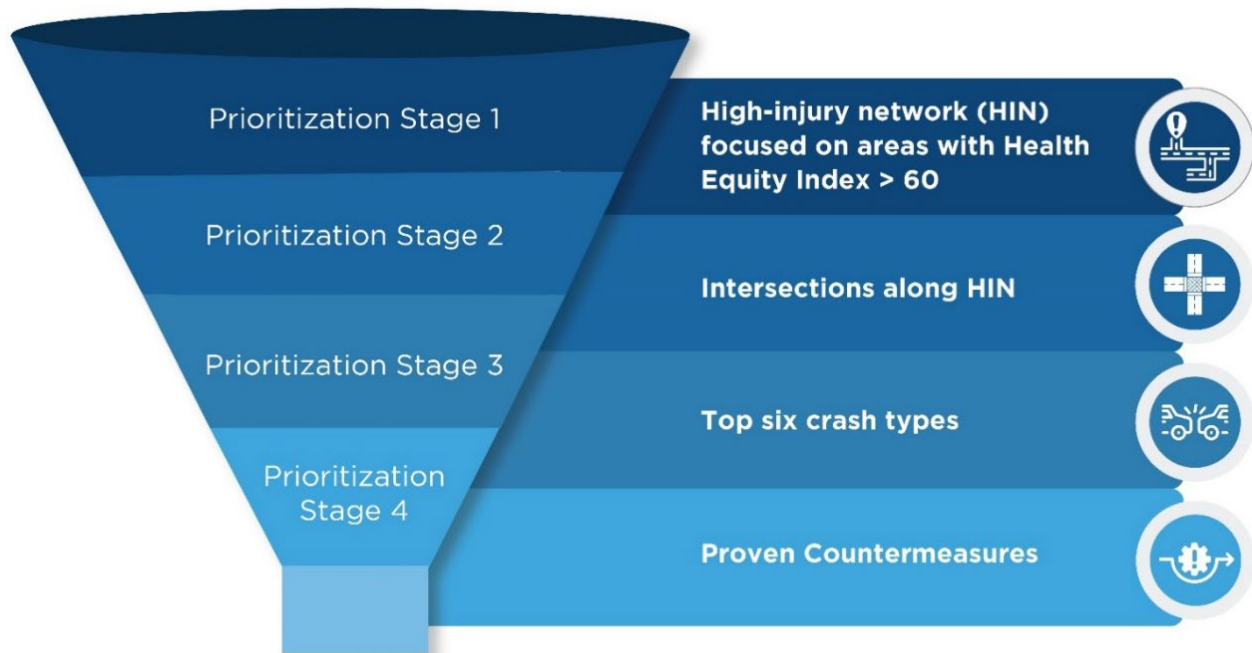 Prioritization Stage 1
High-injury network (HIN)
focused on areas with Health
Equity Index > 60
Prioritization Stage 2
Intersections along HIN
Prioritization Stage 3
Top six crash types
Prioritization
Stage 4
Proven Countermeasures